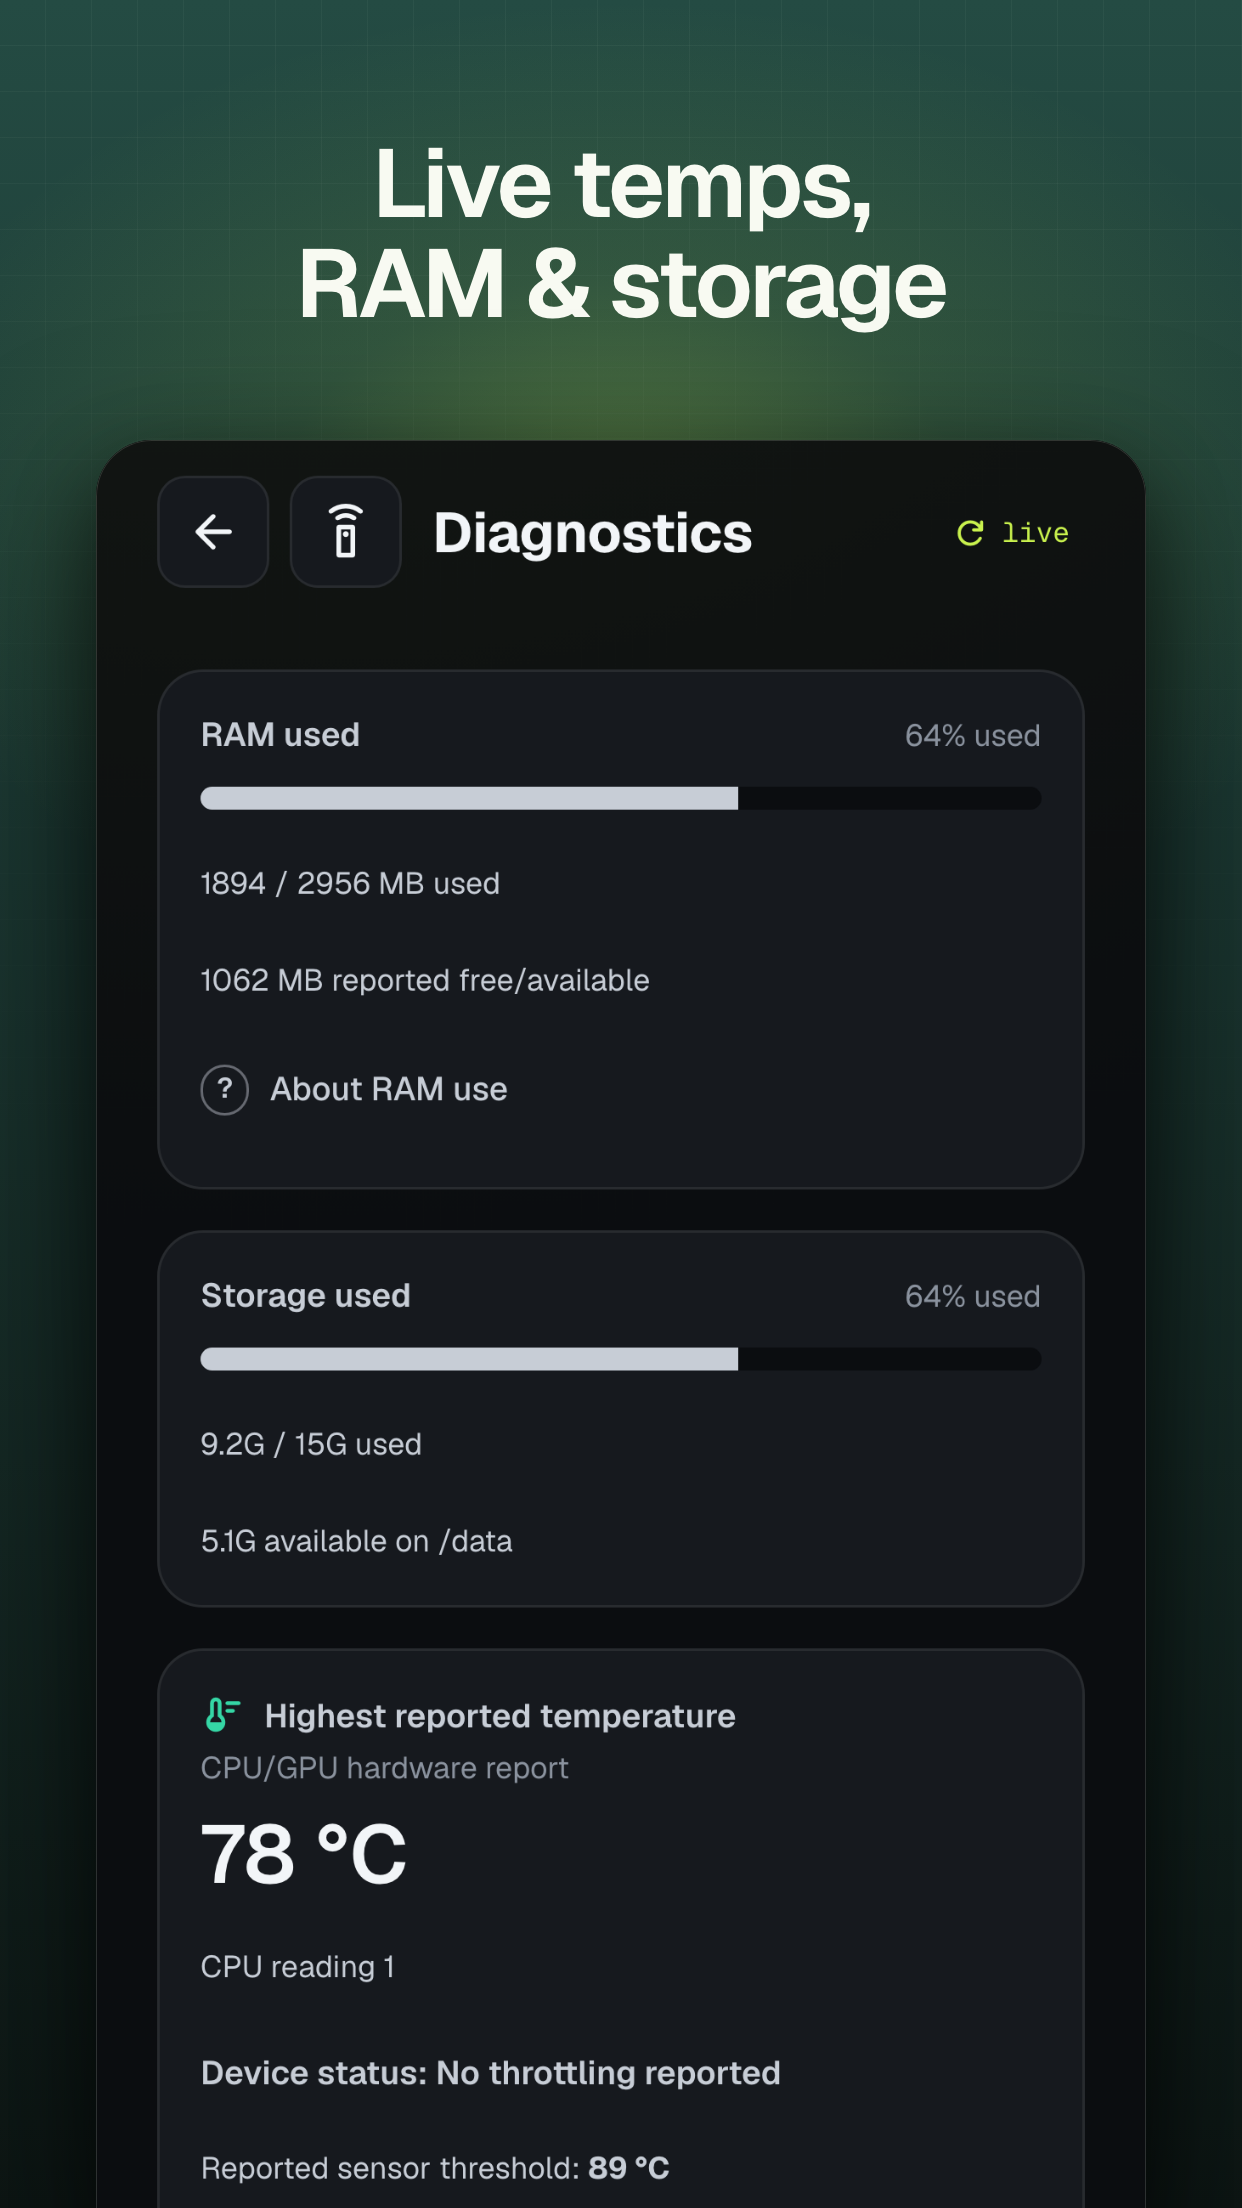 Live temps,
RAM & storage
Diagnostics
live
RAM used
64% used
1894 / 2956 MB used
1062 MB reported free/available
? About RAM use
Storage used
64% used
9.2G / 15G used
5.1G available on /data
Highest reported temperature
CPU/GPU hardware report
78 °C
CPU reading 1
Device status: No throttling reported
Reported sensor threshold: 89 °C